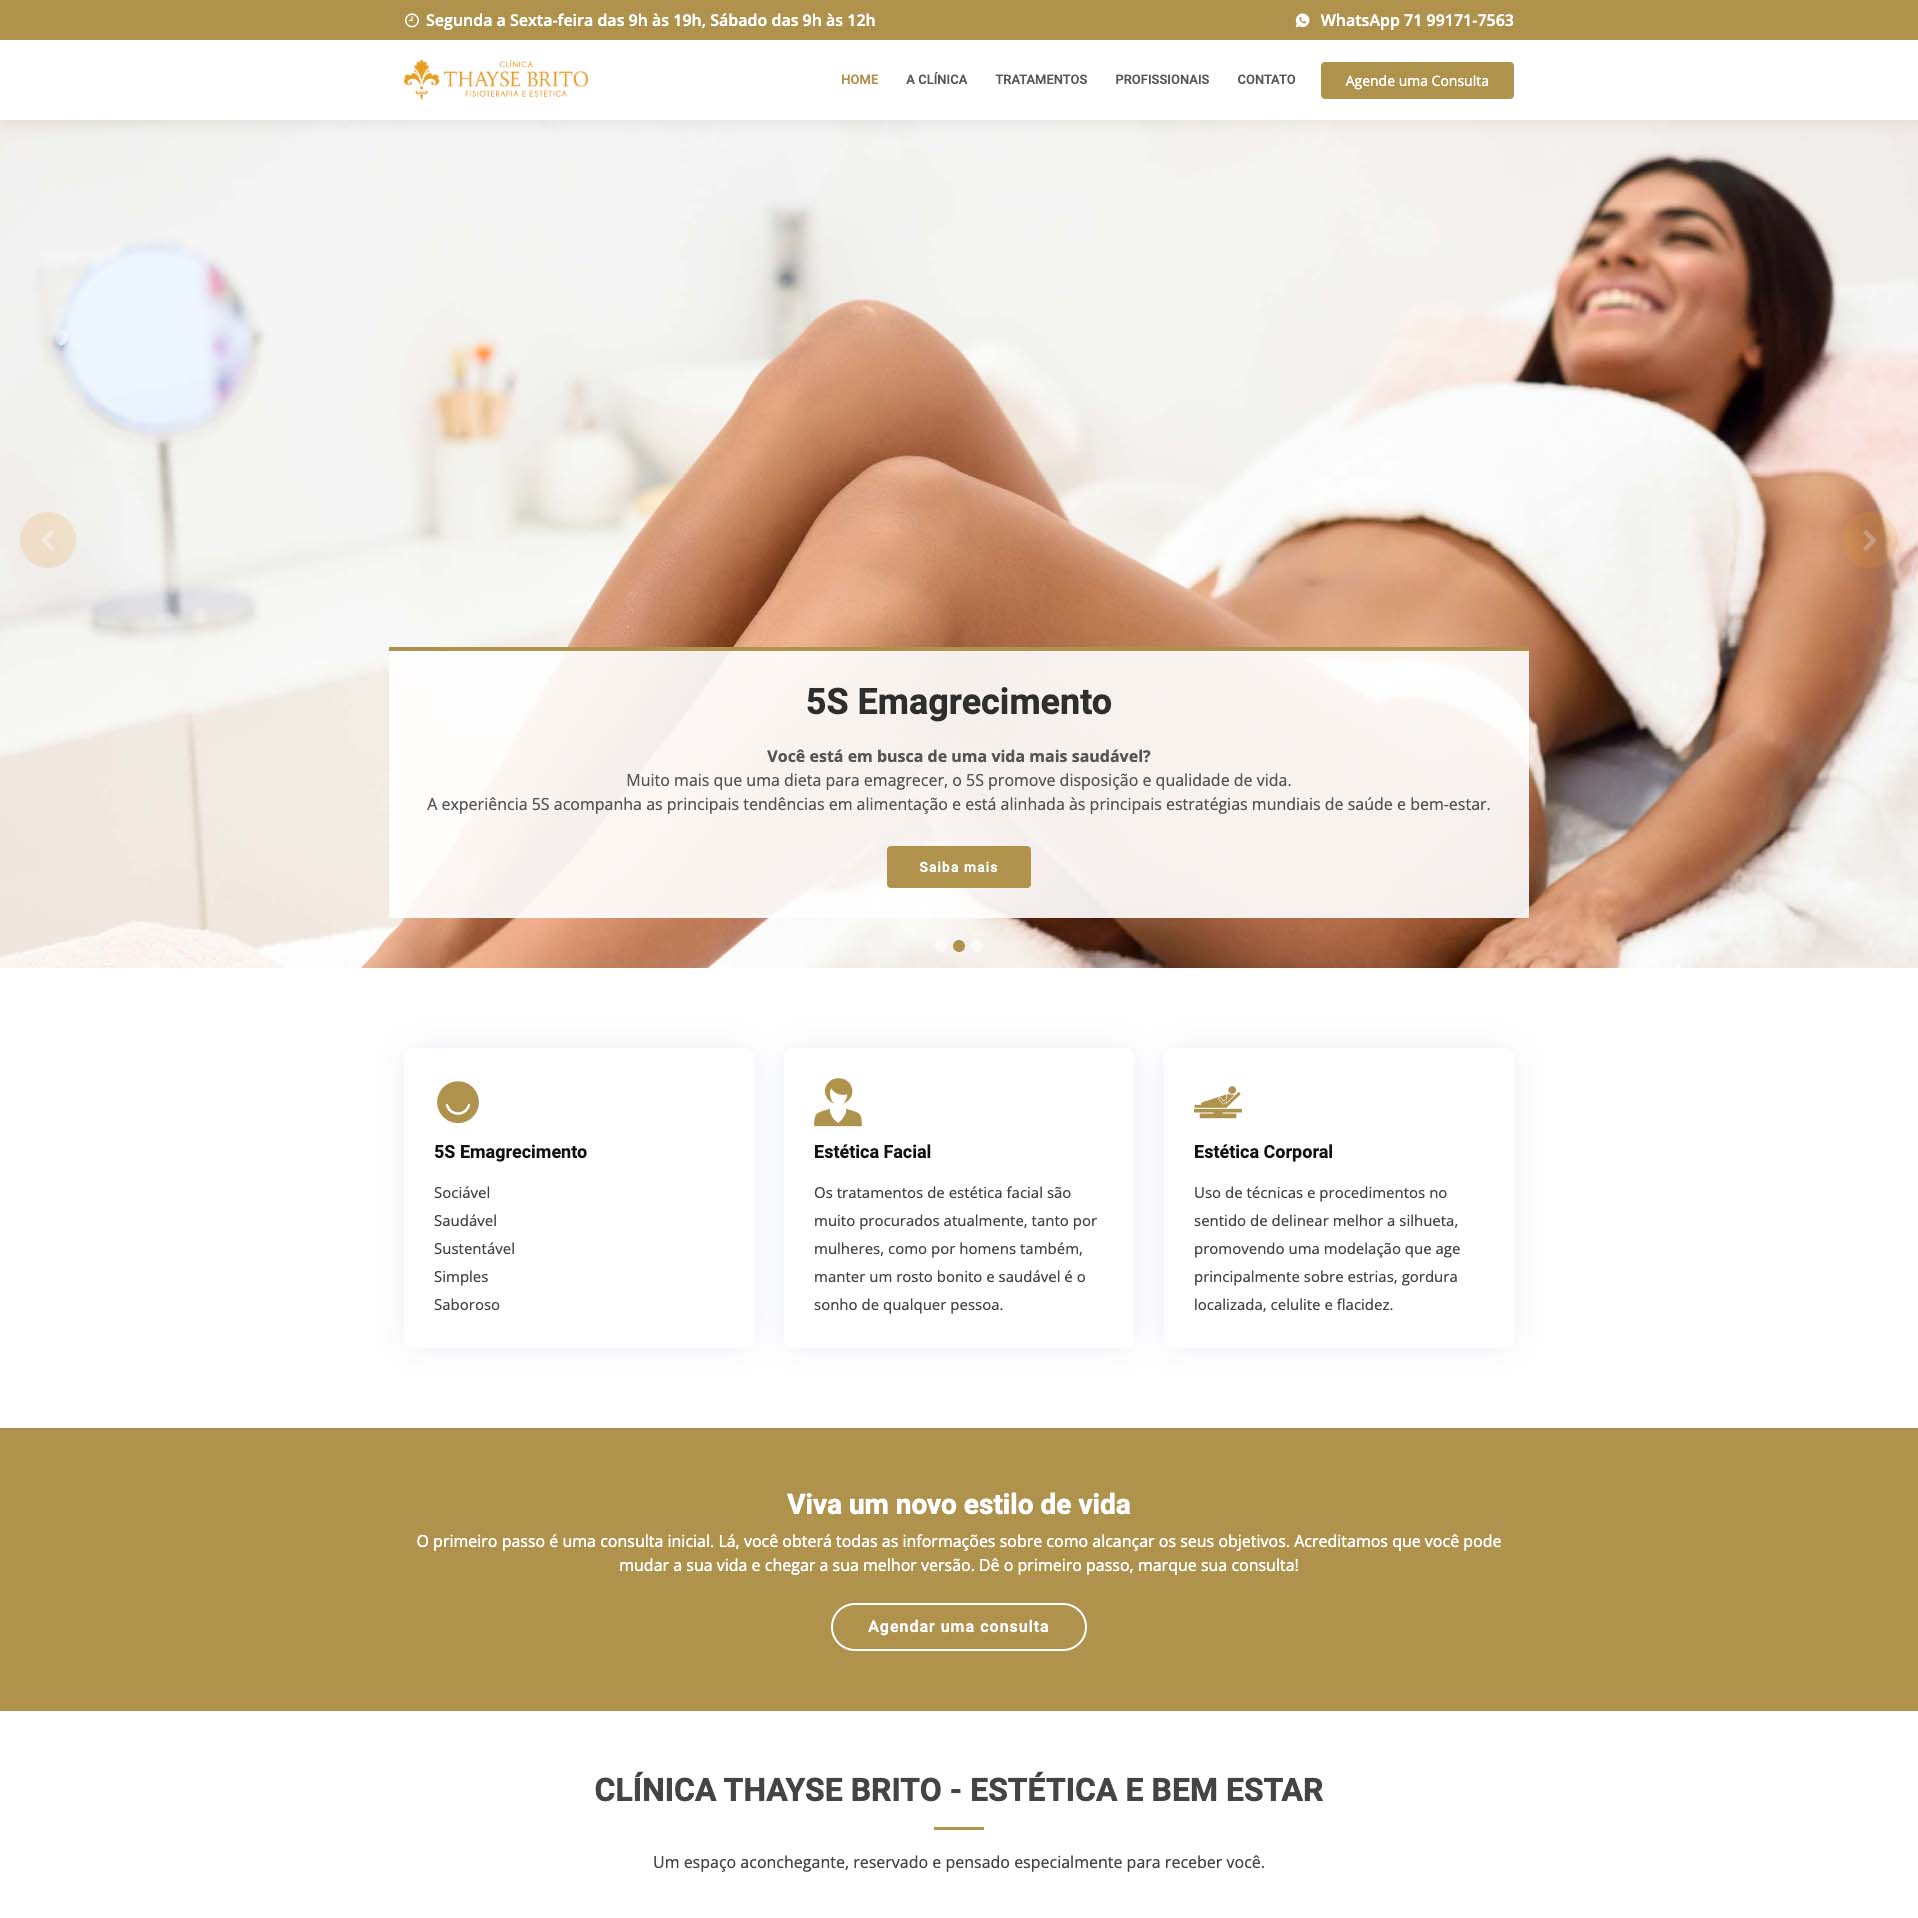 Segunda a Sexta-feira das 9h às 19h, Sábado das 9h às 12h
WhatsApp 71 99171-7563
CLÍNICA
THAYSE BRITO
FISIOTERAPIA E ESTÉTICA
HOME
A CLÍNICA
TRATAMENTOS
PROFISSIONAIS
CONTATO
Agende uma Consulta
5S Emagrecimento
Você está em busca de uma vida mais saudável?
Muito mais que uma dieta para emagrecer, o 5S promove disposição e qualidade de vida.
A experiência 5S acompanha as principais tendências em alimentação e está alinhada às principais estratégias mundiais de saúde e bem-estar.
Saiba mais
5S Emagrecimento
Sociável
Saudável
Sustentável
Simples
Saboroso
Estética Facial
Os tratamentos de estética facial são
muito procurados atualmente, tanto por
mulheres, como por homens também,
manter um rosto bonito e saudável é o
sonho de qualquer pessoa.
Estética Corporal
Uso de técnicas e procedimentos no
sentido de delinear melhor a silhueta,
promovendo uma modelação que age
principalmente sobre estrias, gordura
localizada, celulite e flacidez.
Viva um novo estilo de vida
O primeiro passo é uma consulta inicial. Lá, você obterá todas as informações sobre como alcançar os seus objetivos. Acreditamos que você pode
mudar a sua vida e chegar a sua melhor versão. Dê o primeiro passo, marque sua consulta!
Agendar uma consulta
CLÍNICA THAYSE BRITO - ESTÉTICA E BEM ESTAR
Um espaço aconchegante, reservado e pensado especialmente para receber você.